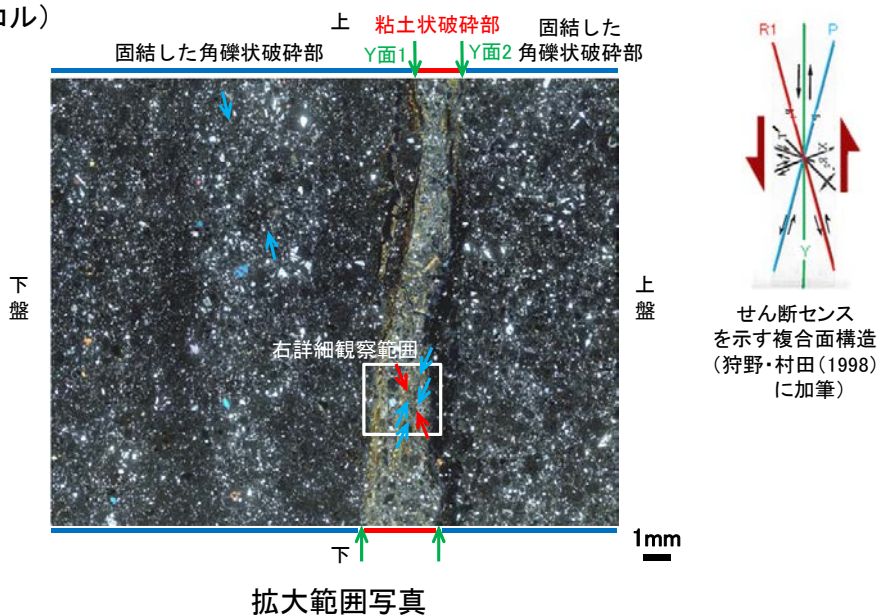 コル)
上
粘土状破砕部
固結した
固結した角礫状破砕部
Y面1
Y面2
角礫状破砕部
下盤
上盤
右詳細観察範囲
下
1mm
拡大範囲写真
R1
P
Y
せん断センス
を示す複合面構造
(狩野・村田(1998)
に加筆)